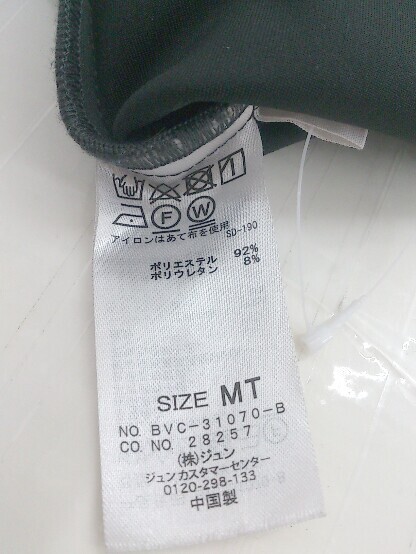 F W
アイロンはあて布を使用 SD-190
ポリエステル 92%
ポリウレタン 8%
SIZE MT
NO. BVC-31070-B
CO. NO. 28257
(株)ジュン
ジュンカスタマーセンター
0120-298-133
中国製